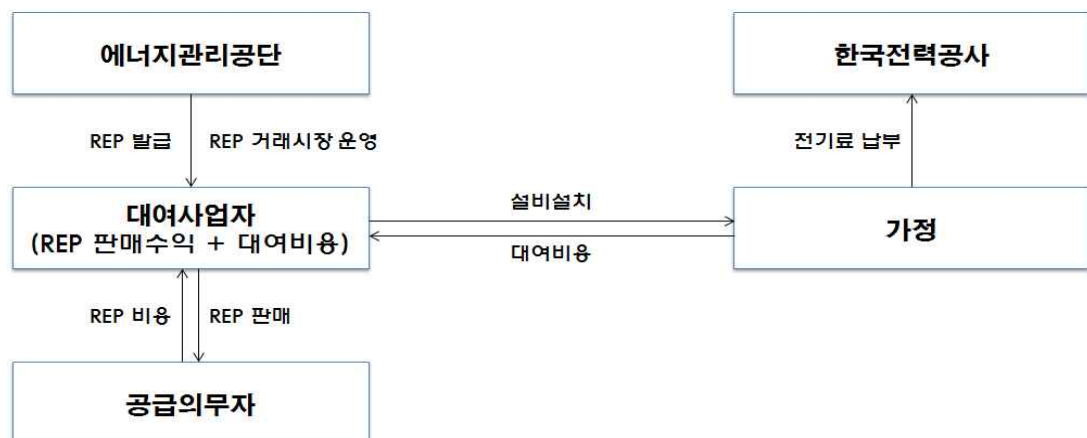 에너지관리공단
한국전력공사
REP 발급
REP 거래시장 운영
전기료 납부
대여사업자
(REP 판매수익 + 대여비용)
설비설치
대여비용
가정
REP 비용
REP 판매
공급의무자